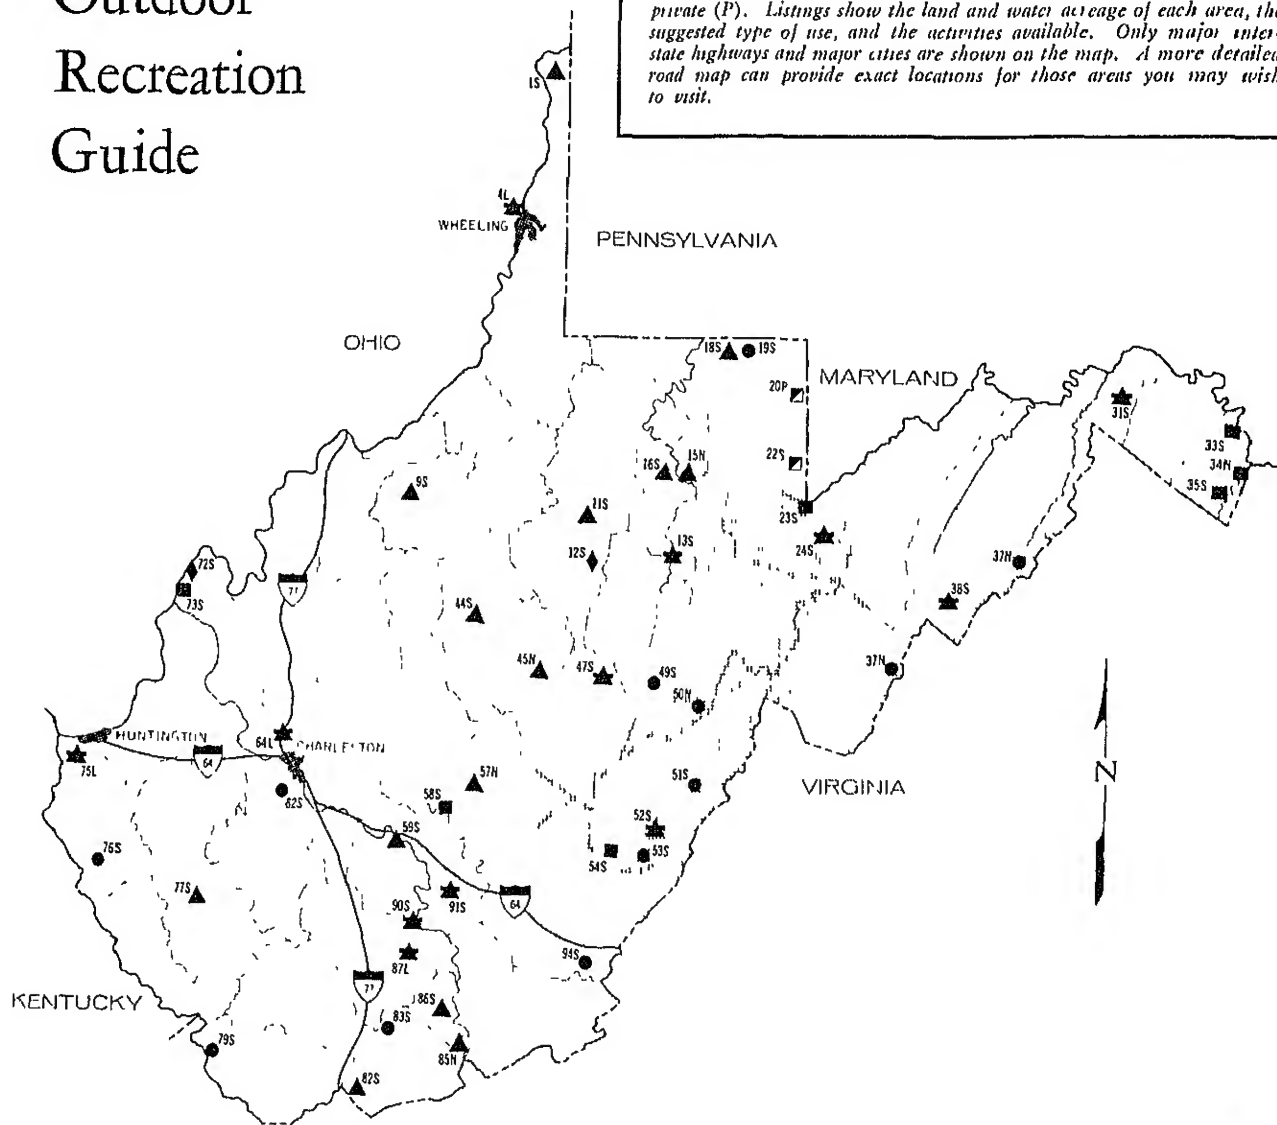 Outdoor
Recreation
Guide
private (P). Listings show the land and water acreage of each area, the
suggested type of use, and the activities available. Only major inter-
state highways and major cities are shown on the map. A more detailed
road map can provide exact locations for those areas you may wish
to visit.
1S
4L
WHEELING
PENNSYLVANIA
OHIO
18S
19S
MARYLAND
20P
31S
33S
22S
34N
16S
15N
35S
9S
11S
23S
13S
24S
12S
37N
72S
77
73S
38S
44S
45N
47S
49S
37N
50N
HUNTINGTON
64L
CHARLESTON
64
75L
57N
51S
VIRGINIA
N
62S
58S
52S
59S
76S
54S
53S
77S
91S
64
90S
87L
94S
77
KENTUCKY
86S
83S
79S
85N
82S